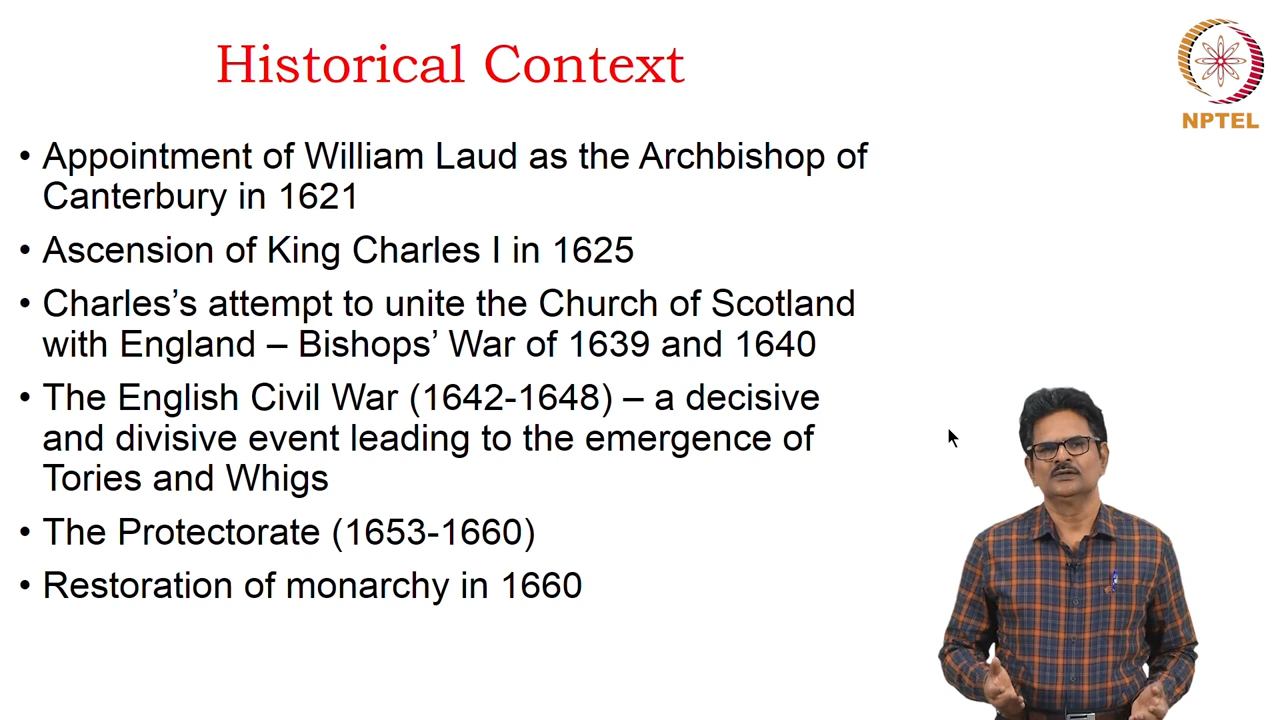 Historical Context
NPTEL
• Appointment of William Laud as the Archbishop of
Canterbury in 1621
• Ascension of King Charles I in 1625
• Charles’s attempt to unite the Church of Scotland
with England – Bishops’ War of 1639 and 1640
• The English Civil War (1642-1648) – a decisive
and divisive event leading to the emergence of
Tories and Whigs
• The Protectorate (1653-1660)
• Restoration of monarchy in 1660